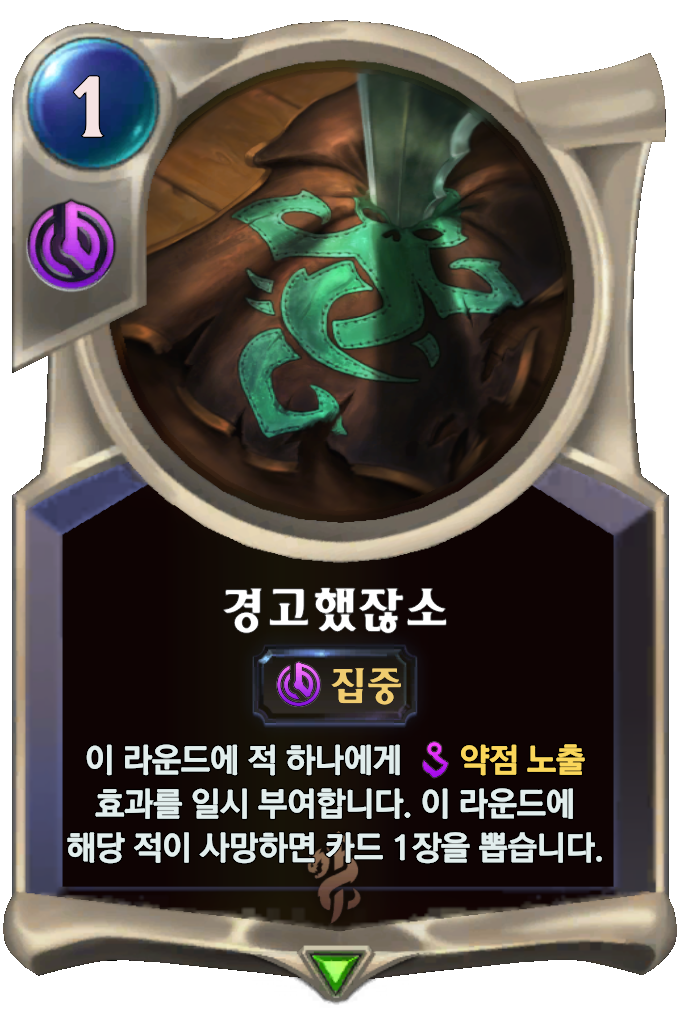 1
경고했잖소
집중
이 라운드에 적 하나에게 약점 노출
효과를 일시 부여합니다. 이 라운드에
해당 적이 사망하면 카드 1장을 뽑습니다.